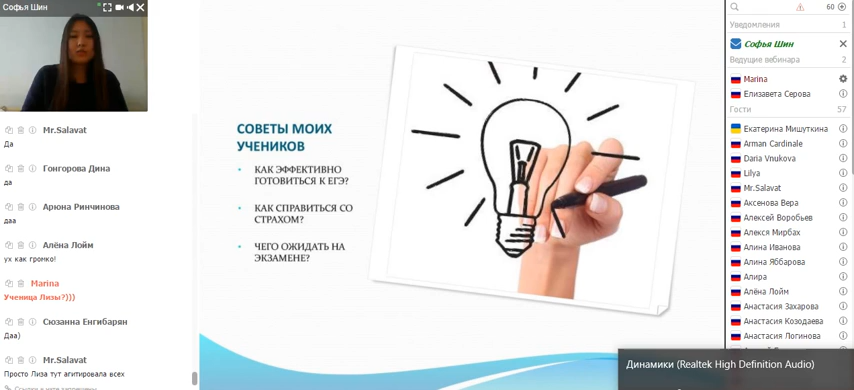 Софья Шин
Mr.Salavat
Да
Гонгорова Дина
да
Арюна Ринчинова
даа
Алёна Лойм
ух как громко!
Marina
Ученица Лизы?)))
Сюзанна Енгибарян
Даа)
Mr.Salavat
Просто Лиза тут агитировала всех
СОВЕТЫ МОИХ
УЧЕНИКОВ
• КАК ЭФФЕКТИВНО
ГОТОВИТЬСЯ К ЕГЭ?
• КАК СПРАВИТЬСЯ СО
СТРАХОМ?
• ЧЕГО ОЖИДАТЬ НА
ЭКЗАМЕНЕ?
60
Уведомления 1
Софья Шин
Ведущие вебинара 2
Marina
Елизавета Серова
Гости 57
Екатерина Мишуткина
Arman Cardinale
Daria Vnukova
Lilya
Mr.Salavat
Аксенова Вера
Алексей Воробьев
Алекся Мирбах
Алина Иванова
Алина Яббарова
Алира
Алёна Лойм
Анастасия Захарова
Анастасия Козодаева
Анастасия Логинова
Динамики (Realtek High Definition Audio)